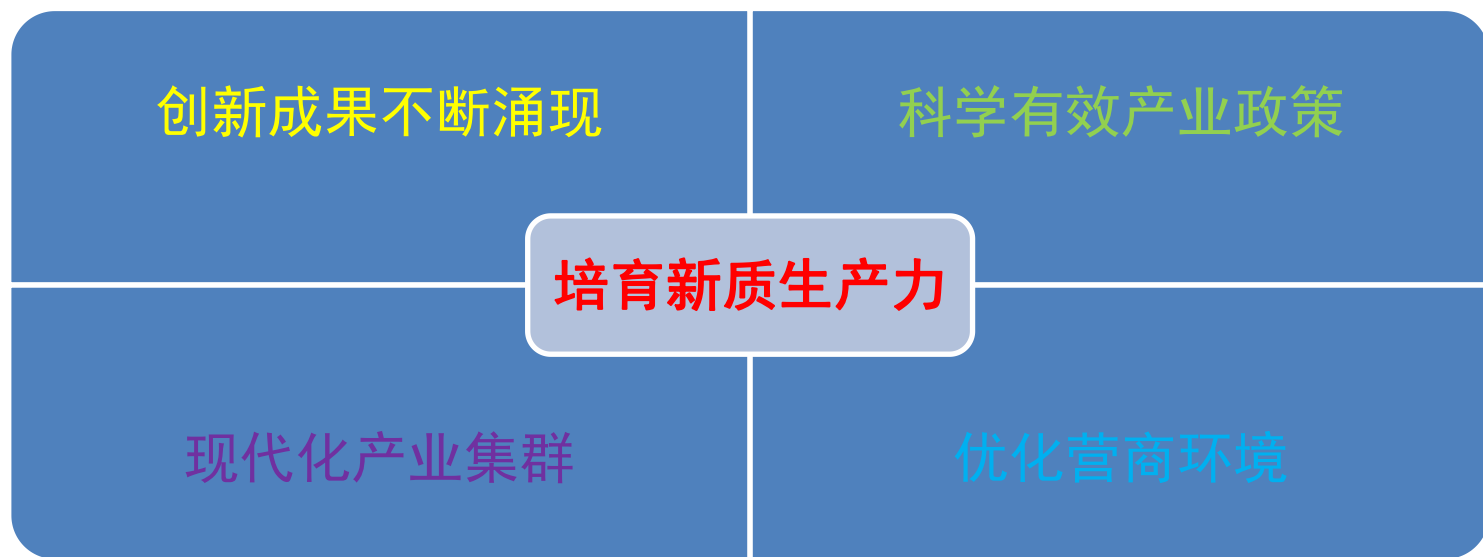 创新成果不断涌现
科学有效产业政策
培育新质生产力
现代化产业集群
优化营商环境